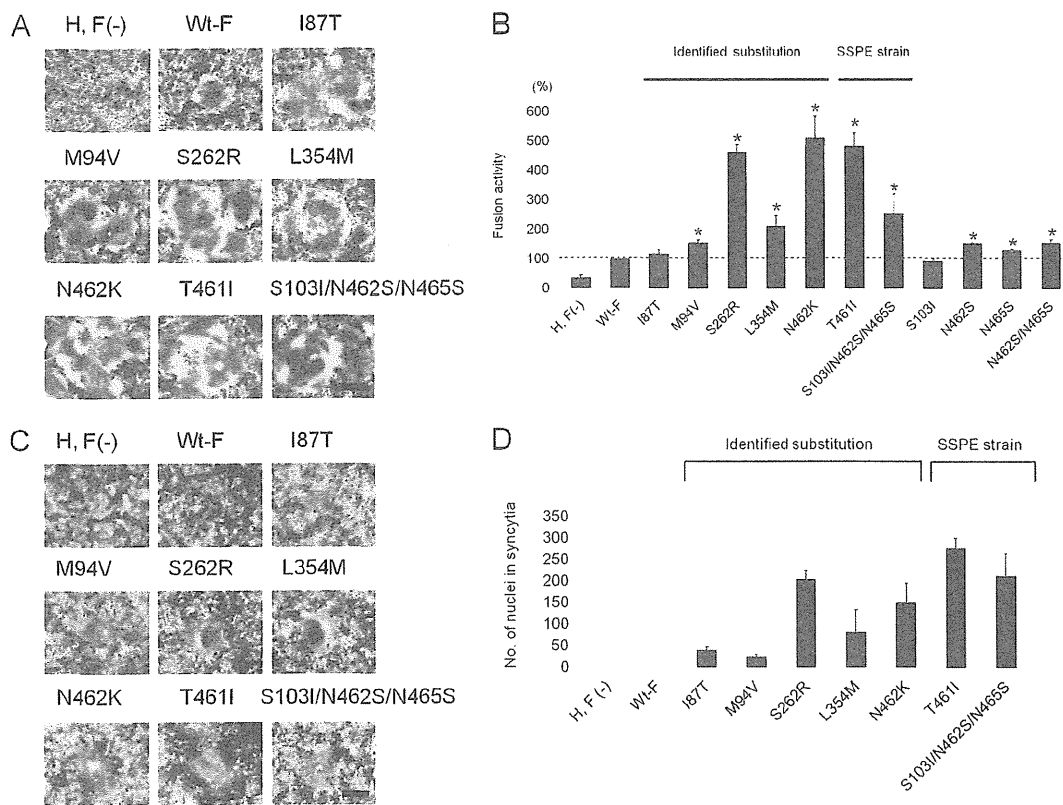 A
H, F(-) Wt-F I87T
M94V S262R L354M
N462K T461I S103I/N462S/N465S
B
Identified substitution SSPE strain
(%)
600
500
400
300
200
100
0
Fusion activity
* * * * * * * * *
H, F(-)
Wt-F
I87T
M94V
S262R
L354M
N462K
T461I
S103I/N462S/N465S
S103I
N462S
N465S
N462S/N465S
C
H, F(-) Wt-F I87T
M94V S262R L354M
N462K T461I S103I/N462S/N465S
D
Identified substitution SSPE strain
350
300
250
200
150
100
50
0
No. of nuclei in syncytia
H, F (-)
Wt-F
I87T
M94V
S262R
L354M
N462K
T461I
S103I/N462S/N465S